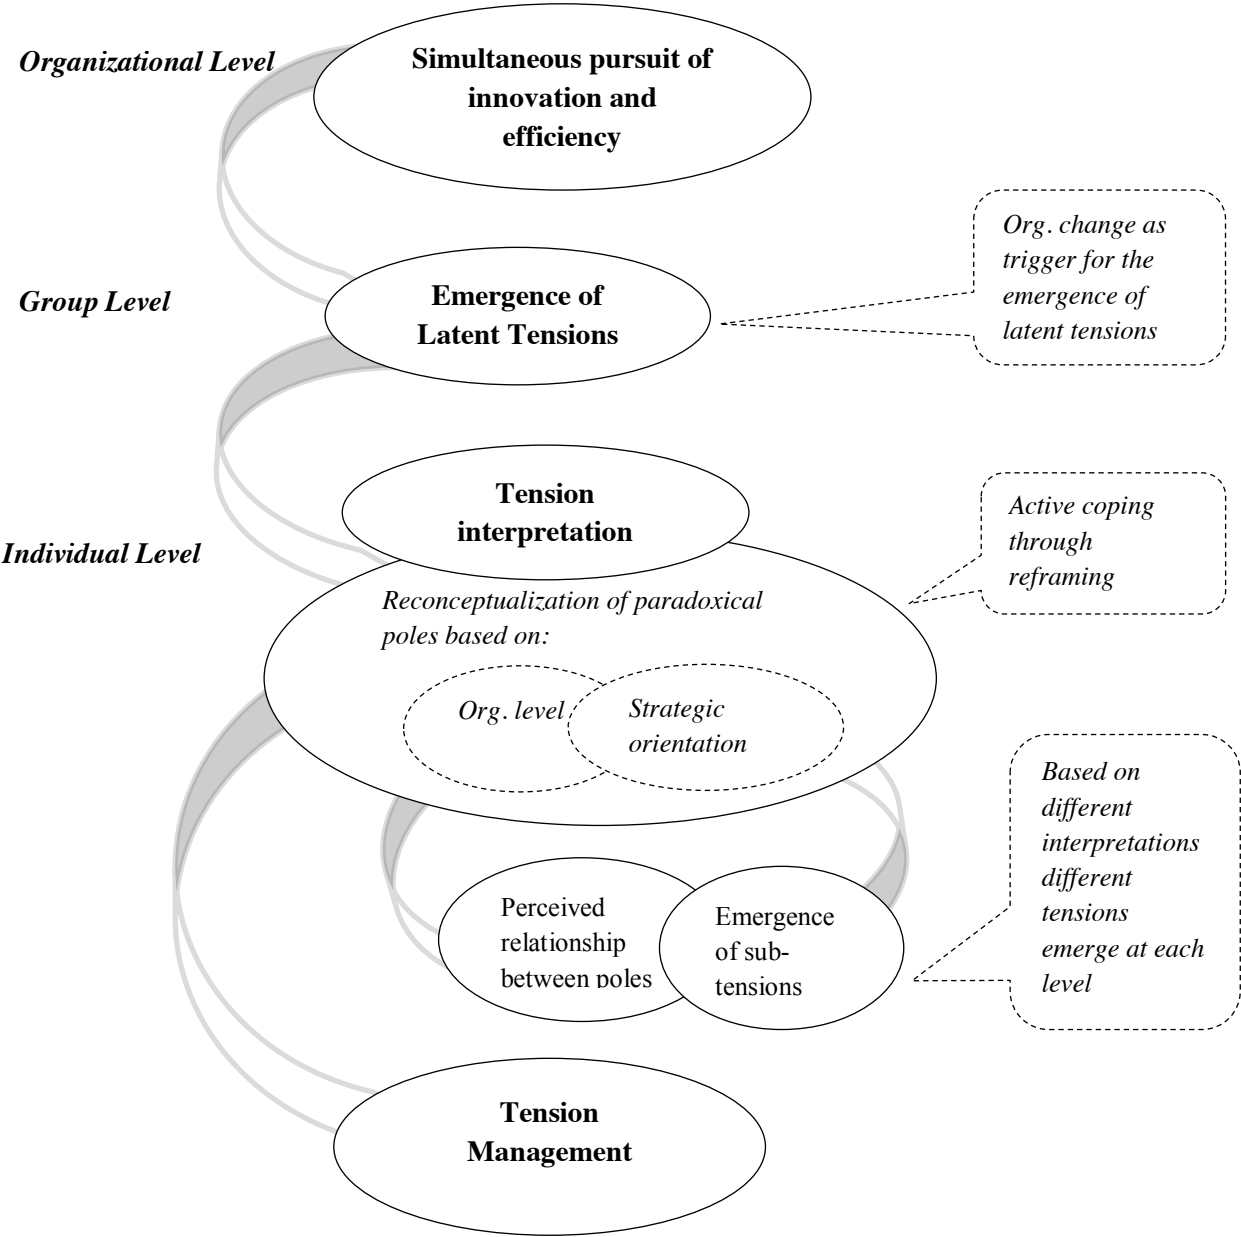 Organizational Level
Simultaneous pursuit of
innovation and
efficiency
Org. change as
trigger for the
emergence of
latent tensions
Group Level
Emergence of
Latent Tensions
Tension
interpretation
Active coping
through
reframing
Individual Level
Reconceptualization of paradoxical
poles based on:
Org. level
Strategic
orientation
Based on
different
interpretations
different
tensions
emerge at each
level
Perceived
relationship
between poles
Emergence
of sub-
tensions
Tension
Management